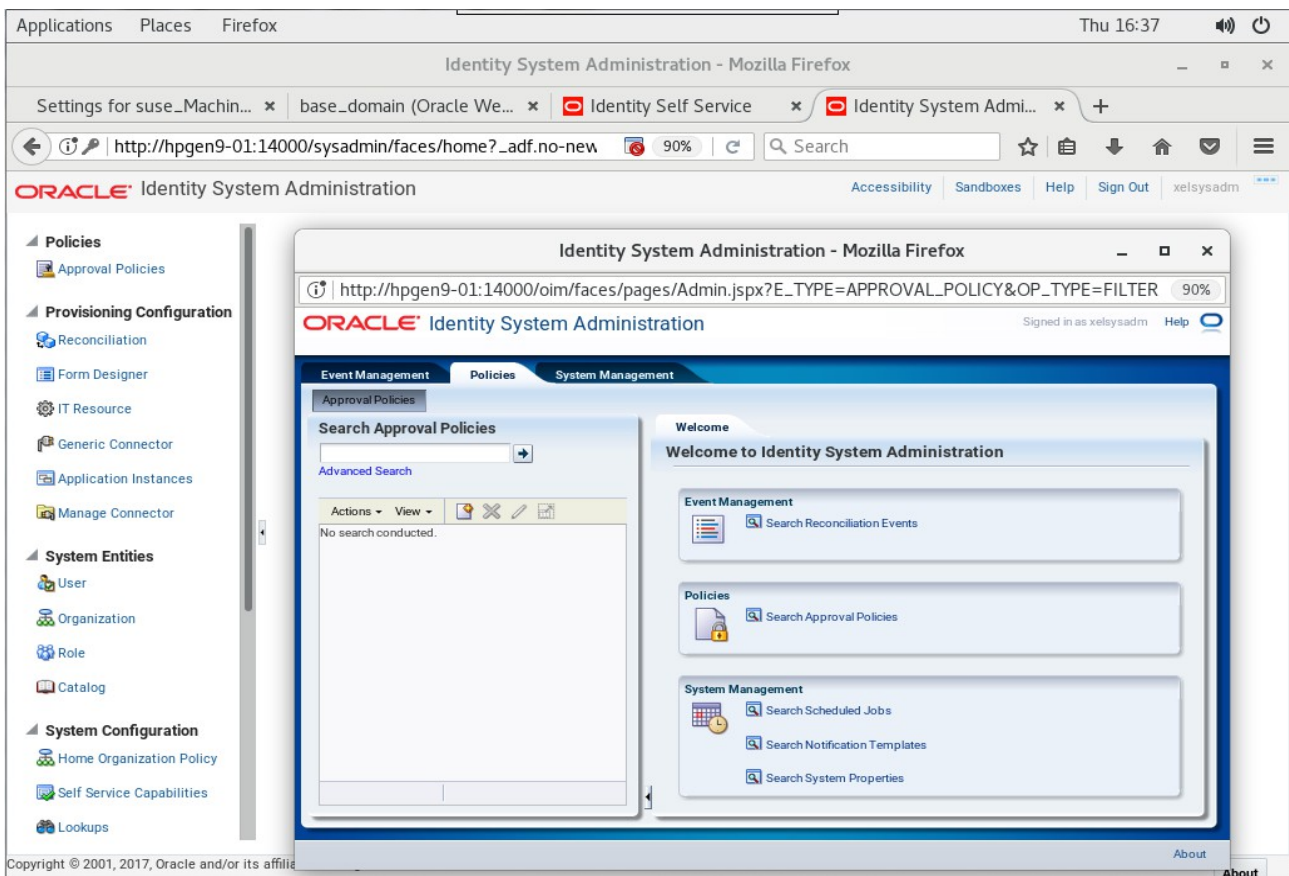 Applications Places Firefox Thu 16:37
Identity System Administration - Mozilla Firefox
Settings for suse_Machin... base_domain (Oracle We... Identity Self Service Identity System Admi...
http://hpgen9-01:14000/sysadmin/faces/home?_adf.no-new 90% Search
ORACLE Identity System Administration Accessibility Sandboxes Help Sign Out xelsysadm
Policies
Approval Policies
Provisioning Configuration
Reconciliation
Form Designer
IT Resource
Generic Connector
Application Instances
Manage Connector
System Entities
User
Organization
Role
Catalog
System Configuration
Home Organization Policy
Self Service Capabilities
Lookups
Copyright © 2001, 2017, Oracle and/or its affilia
About
Identity System Administration - Mozilla Firefox
http://hpgen9-01:14000/oim/faces/pages/Admin.jspx?E_TYPE=APPROVAL_POLICY&OP_TYPE=FILTER 90%
ORACLE Identity System Administration Signed in as xelsysadm Help
Event Management Policies System Management
Approval Policies
Search Approval Policies
Advanced Search
Actions View
No search conducted.
Welcome
Welcome to Identity System Administration
Event Management
Search Reconciliation Events
Policies
Search Approval Policies
System Management
Search Scheduled Jobs
Search Notification Templates
Search System Properties
About